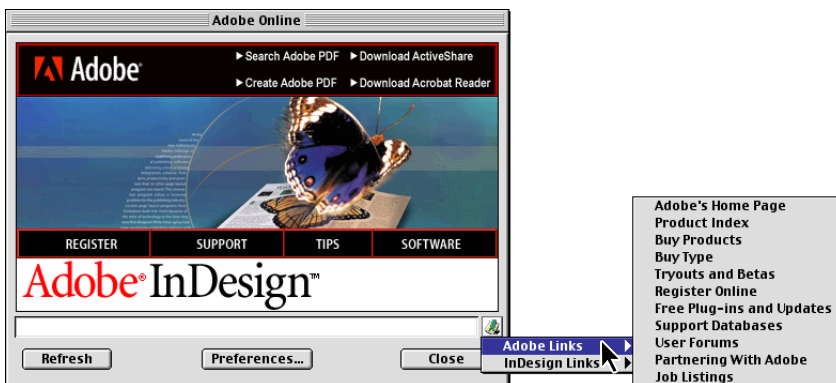 Adobe Online
Adobe
▶Search Adobe PDF ▶Download ActiveShare
▶Create Adobe PDF ▶Download Acrobat Reader
REGISTER SUPPORT TIPS SOFTWARE
Adobe® InDesign™
Refresh Preferences... Close
Adobe Links
InDesign Links
Adobe's Home Page
Product Index
Buy Products
Buy Type
Tryouts and Betas
Register Online
Free Plug-ins and Updates
Support Databases
User Forums
Partnering With Adobe
Job Listings